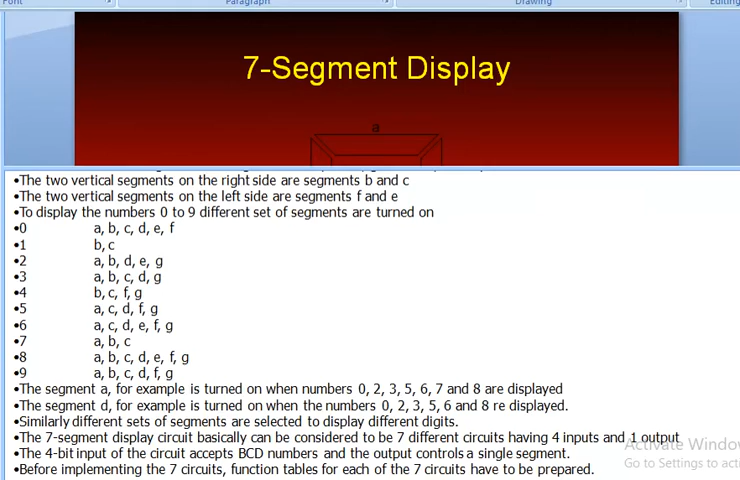 Font
Paragraph
Drawing
Editing
7-Segment Display
a
•The two vertical segments on the right side are segments b and c
•The two vertical segments on the left side are segments f and e
•To display the numbers 0 to 9 different set of segments are turned on
•0 a, b, c, d, e, f
•1 b, c
•2 a, b, d, e, g
•3 a, b, c, d, g
•4 b, c, f, g
•5 a, c, d, f, g
•6 a, c, d, e, f, g
•7 a, b, c
•8 a, b, c, d, e, f, g
•9 a, b, c, d, f, g
•The segment a, for example is turned on when numbers 0, 2, 3, 5, 6, 7 and 8 are displayed
•The segment d, for example is turned on when the numbers 0, 2, 3, 5, 6 and 8 re displayed.
•Similarly different sets of segments are selected to display different digits.
•The 7-segment display circuit basically can be considered to be 7 different circuits having 4 inputs and 1 output
•The 4-bit input of the circuit accepts BCD numbers and the output controls a single segment.
•Before implementing the 7 circuits, function tables for each of the 7 circuits have to be prepared.
Activate Windo
Go to Settings to acti